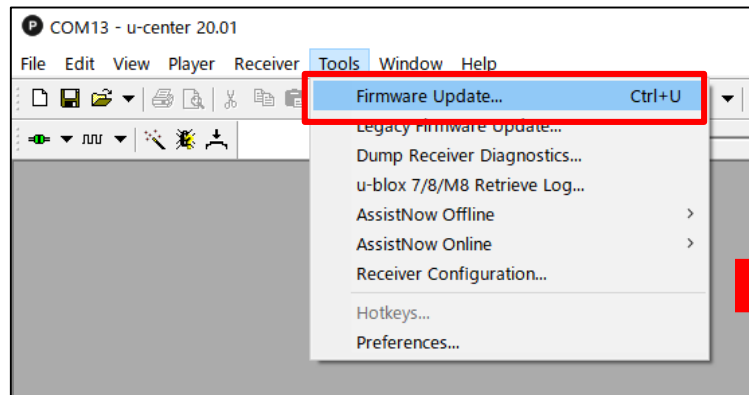 COM13 - u-center 20.01
File Edit View Player Receiver Tools Window Help
Firmware Update... Ctrl+U
Legacy Firmware Update...
Dump Receiver Diagnostics...
u-blox 7/8/M8 Retrieve Log...
AssistNow Offline
AssistNow Online
Receiver Configuration...
Hotkeys...
Preferences...